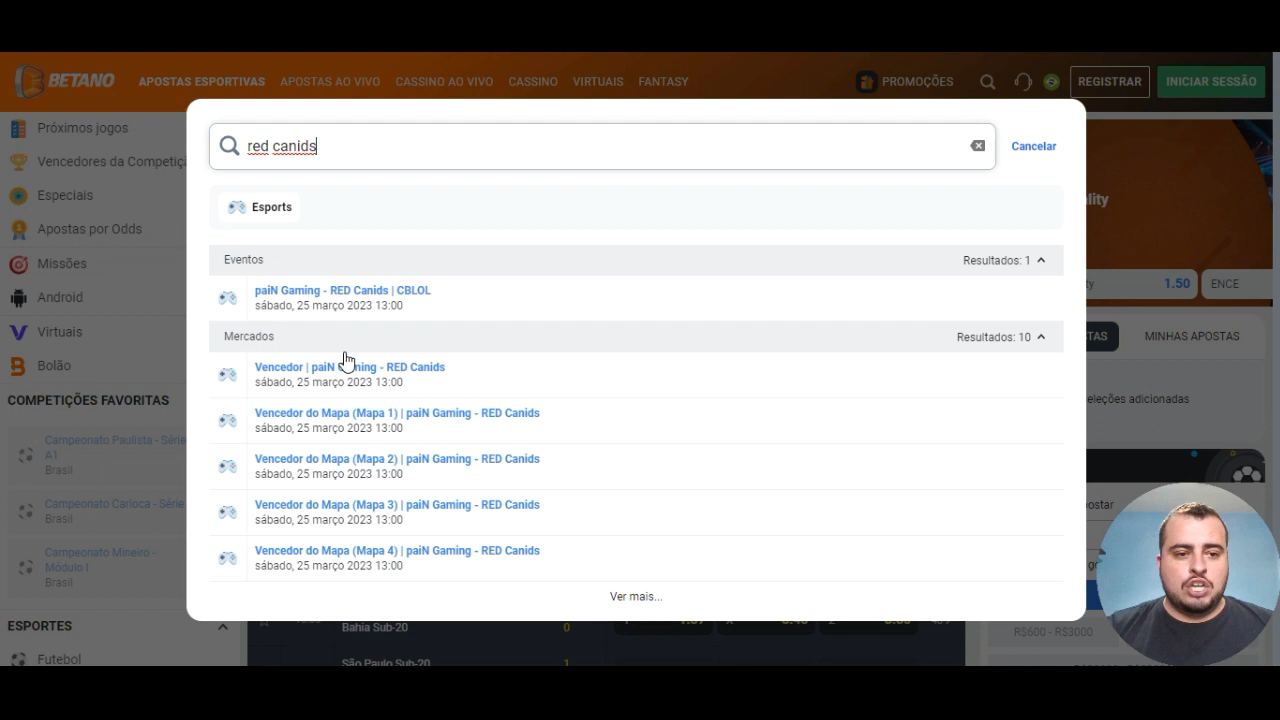 BETANO
APOSTAS ESPORTIVAS
APOSTAS AO VIVO
CASSINO AO VIVO
CASSINO
VIRTUAIS
FANTASY
PROMOÇÕES
REGISTRAR
INICIAR SESSÃO
Próximos jogos
Vencedores da Competiçã
Especiais
Apostas por Odds
Missões
Android
Virtuais
Bolão
COMPETIÇÕES FAVORITAS
Campeonato Paulista - Série
A1
Brasil
Campeonato Carioca - Série
Brasil
Campeonato Mineiro -
Módulo I
Brasil
ESPORTES
Futebol
red canids
Cancelar
Esports
Eventos
Resultados: 1
paiN Gaming - RED Canids | CBLOL
sábado, 25 março 2023 13:00
Mercados
Resultados: 10
Vencedor | paiN Gaming - RED Canids
sábado, 25 março 2023 13:00
Vencedor do Mapa (Mapa 1) | paiN Gaming - RED Canids
sábado, 25 março 2023 13:00
Vencedor do Mapa (Mapa 2) | paiN Gaming - RED Canids
sábado, 25 março 2023 13:00
Vencedor do Mapa (Mapa 3) | paiN Gaming - RED Canids
sábado, 25 março 2023 13:00
Vencedor do Mapa (Mapa 4) | paiN Gaming - RED Canids
sábado, 25 março 2023 13:00
Ver mais...
Bahia Sub-20
0
São Paulo Sub-20
1
lity
ty
1.50
ENCE
TAS
MINHAS APOSTAS
eleções adicionadas
ostar
R$600 - R$3000